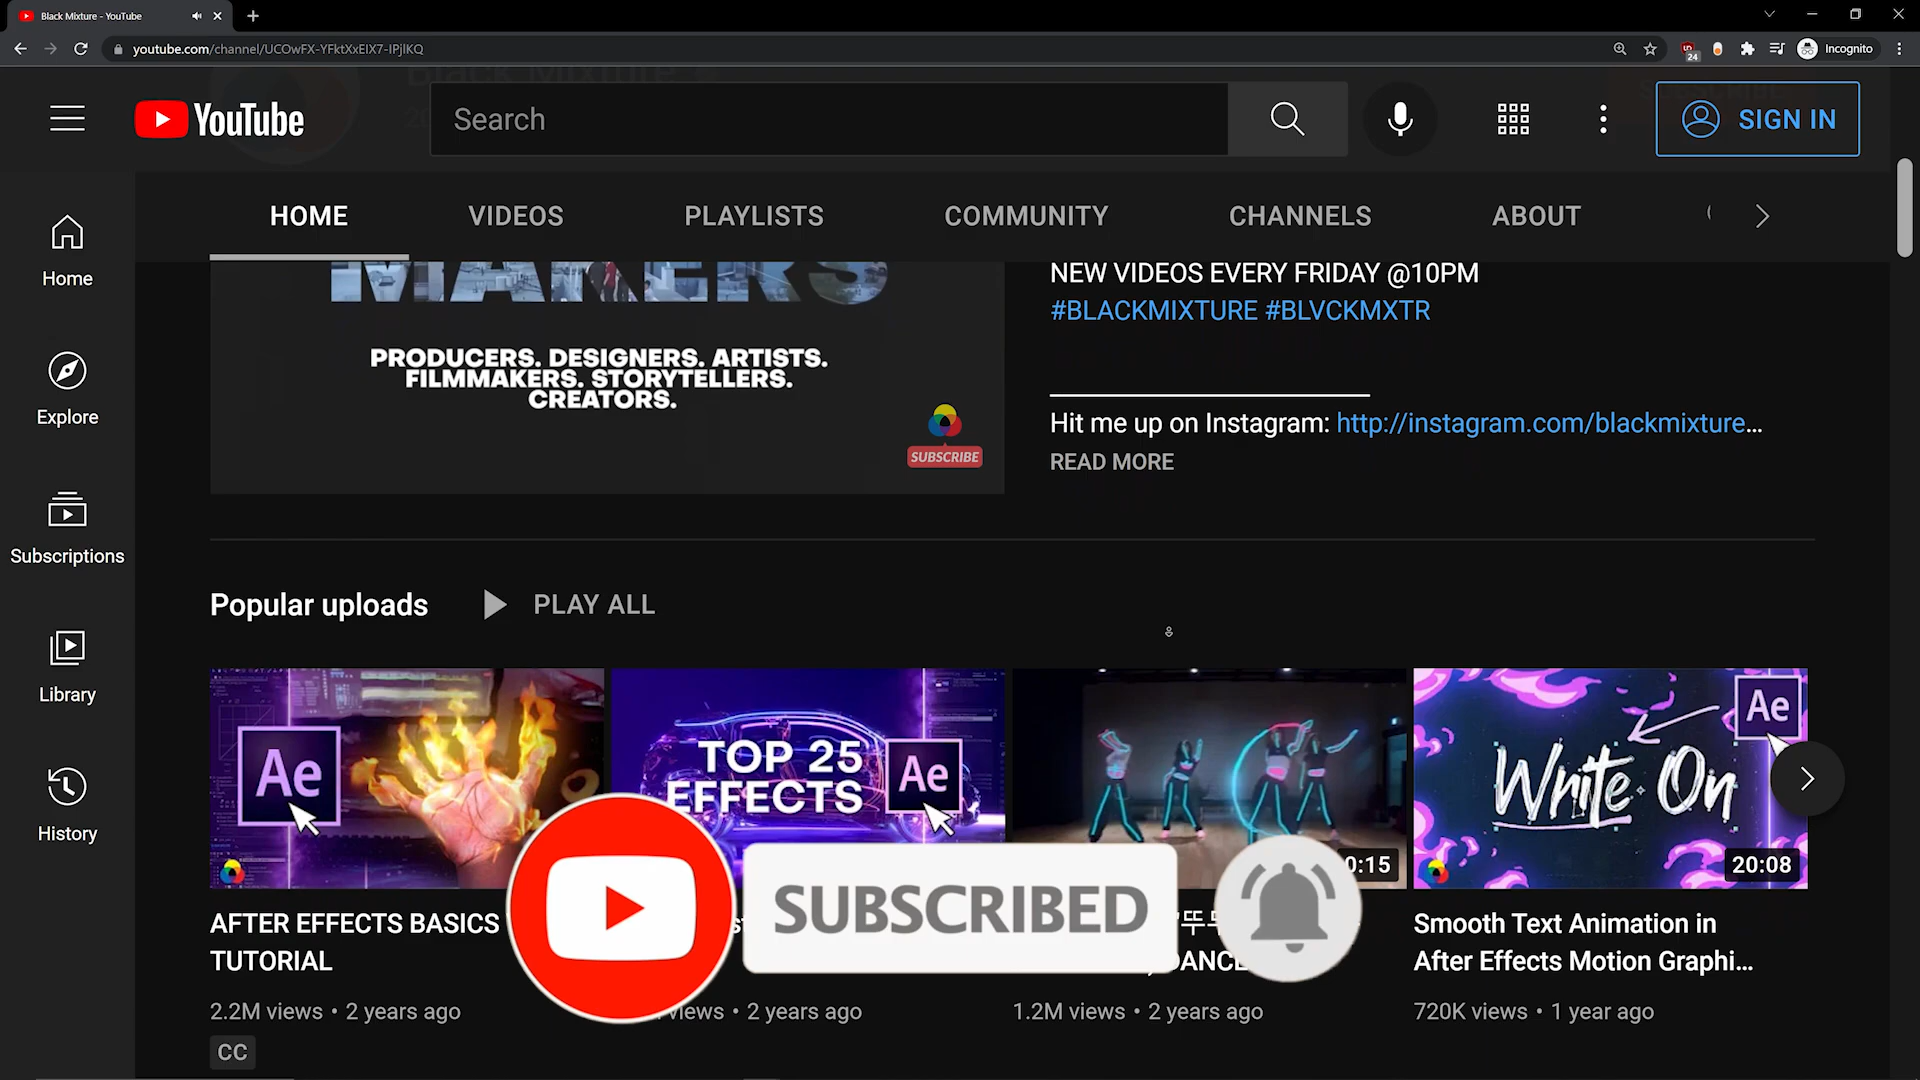 Black Mixture - YouTube
youtube.com/channel/UCOwFX-YFktXxEIX7-IPjlKQ
24
Incognito
YouTube
Search
SIGN IN
HOME
VIDEOS
PLAYLISTS
COMMUNITY
CHANNELS
ABOUT
Home
Explore
Subscriptions
Library
History
MAKERS
PRODUCERS. DESIGNERS. ARTISTS.
FILMMAKERS. STORYTELLERS.
CREATORS.
SUBSCRIBE
NEW VIDEOS EVERY FRIDAY @10PM
#BLACKMIXTURE #BLVCKMXTR
Hit me up on Instagram: http://instagram.com/blackmixture...
READ MORE
Popular uploads
PLAY ALL
Ae
TOP 25
EFFECTS
Ae
0:15
Write On
Ae
20:08
AFTER EFFECTS BASICS
TUTORIAL
2.2M views • 2 years ago
CC
views • 2 years ago
DANCE
1.2M views • 2 years ago
Smooth Text Animation in
After Effects Motion Graphi...
720K views • 1 year ago
SUBSCRIBED